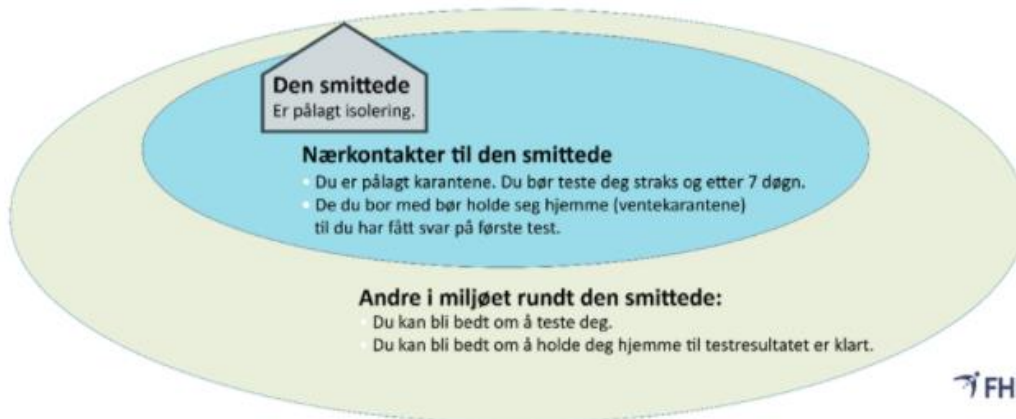 Den smittede
Er pålagt isolering.
Nærkontakter til den smittede
Du er pålagt karantene. Du bør teste deg straks og etter 7 døgn.
De du bor med bør holde seg hjemme (ventekarantene)
til du har fått svar på første test.
Andre i miljøet rundt den smittede:
Du kan bli bedt om å teste deg.
Du kan bli bedt om å holde deg hjemme til testresultatet er klart.
FH